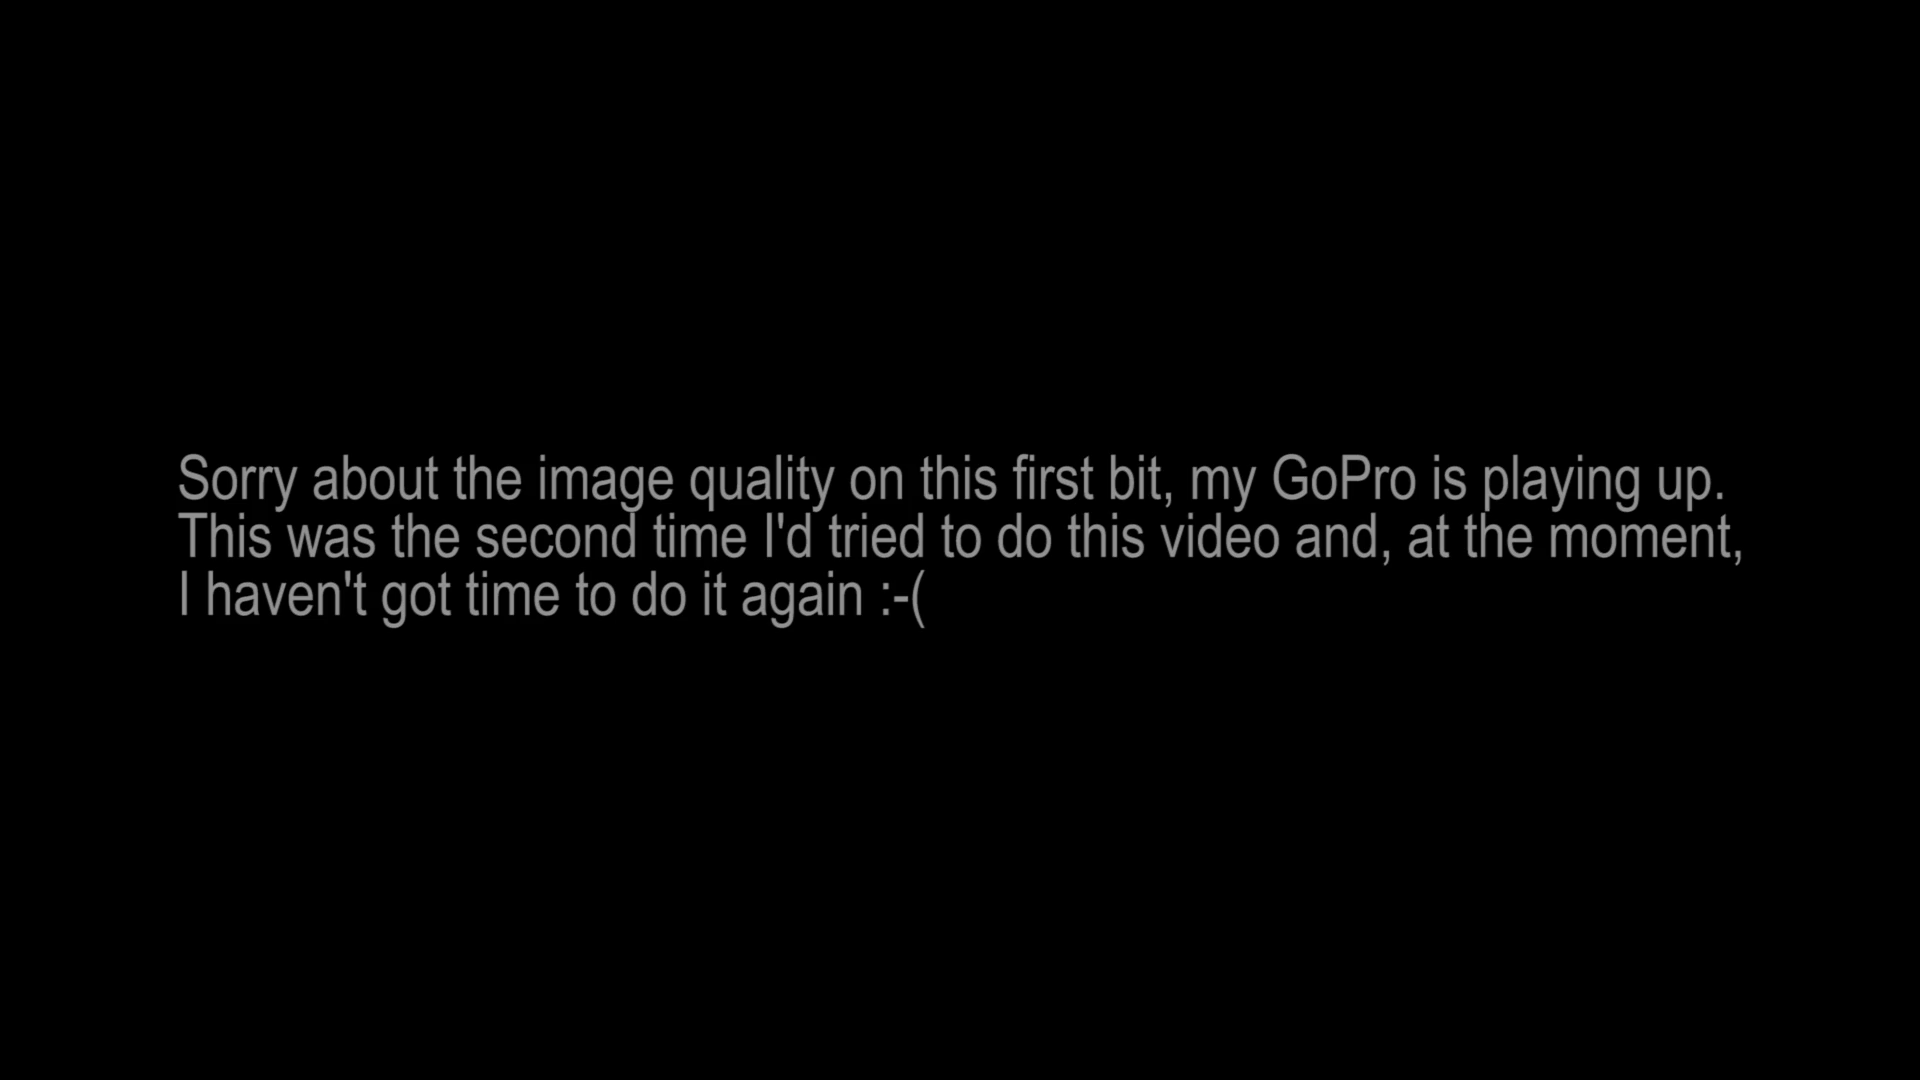 Sorry about the image quality on this first bit, my GoPro is playing up.
This was the second time I'd tried to do this video and, at the moment,
I haven't got time to do it again :-(